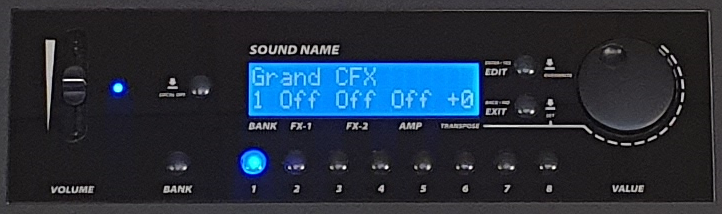 SOUND NAME
Grand CFX
1 Off Off Off +0
BANK FX-1 FX-2 AMP TRANSPOSE
EDIT
EXIT
VOLUME BANK 1 2 3 4 5 6 7 8 VALUE